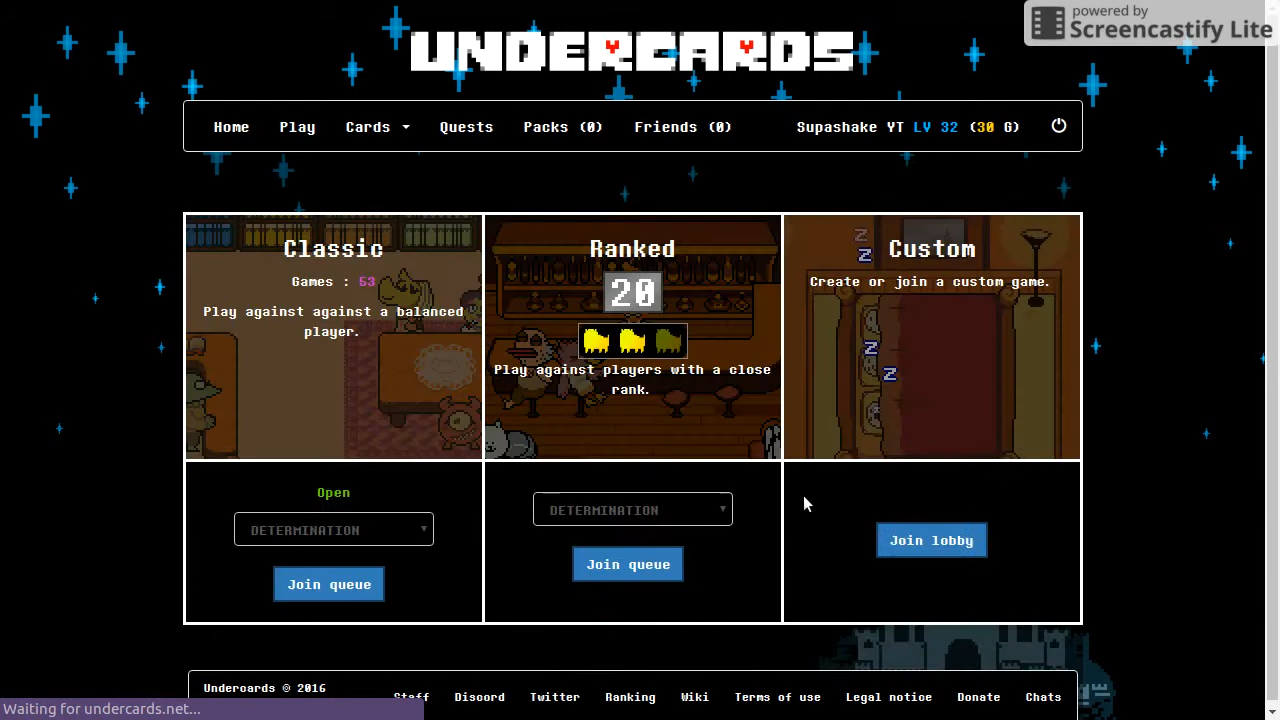 powered by
Screencastify Lite
UNDERCARDS
Home Play Cards Quests Packs (0) Friends (0) Supashake YT LV 32 (30 G)
Classic
Games : 53
Play against against a balanced
player.
Open
DETERMINATION
Join queue
Ranked
20
Play against players with a close
rank.
DETERMINATION
Join queue
Custom
Create or join a custom game.
Z
Z
Z
Z
Join lobby
Undercards © 2016
Staff Discord Twitter Ranking Wiki Terms of use Legal notice Donate Chats
Waiting for undercards.net...